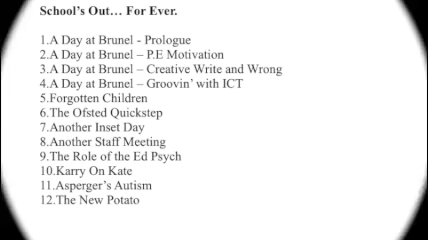 School's Out… For Ever.
1.A Day at Brunel - Prologue
2.A Day at Brunel – P.E Motivation
3.A Day at Brunel – Creative Write and Wrong
4.A Day at Brunel – Groovin' with ICT
5.Forgotten Children
6.The Ofsted Quickstep
7.Another Inset Day
8.Another Staff Meeting
9.The Role of the Ed Psych
10.Karry On Kate
11.Asperger's Autism
12.The New Potato